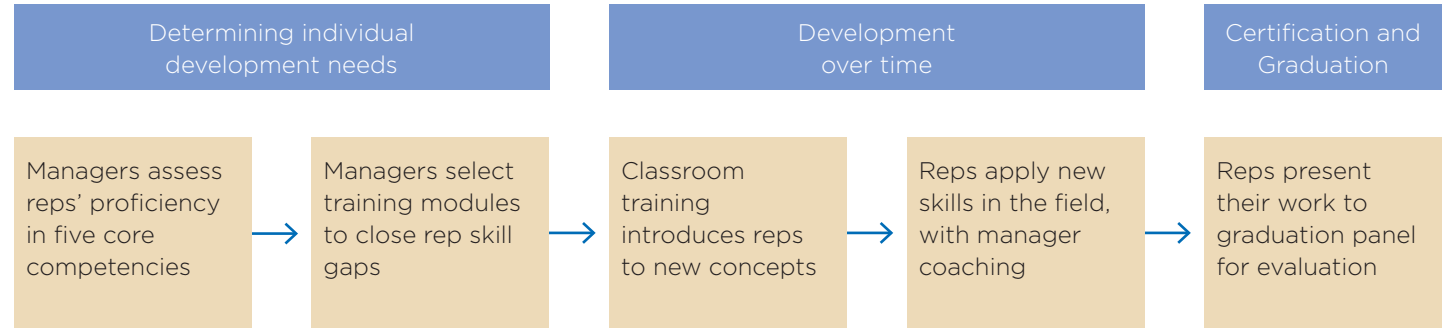 Determining individual
development needs
Development
over time
Certification and
Graduation
Managers assess
reps’ proficiency
in five core
competencies
Managers select
training modules
to close rep skill
gaps
Classroom
training
introduces reps
to new concepts
Reps apply new
skills in the field,
with manager
coaching
Reps present
their work to
graduation panel
for evaluation